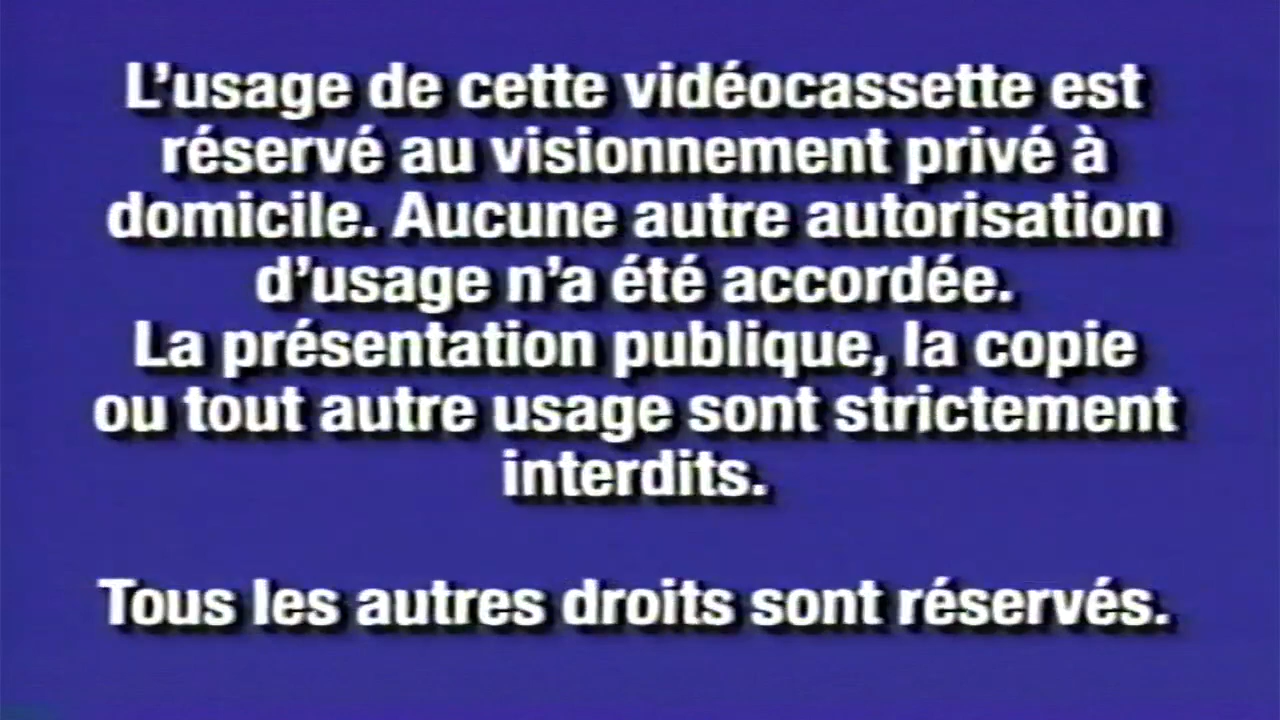 L’usage de cette vidéocassette est
réservé au visionnement privé à
domicile. Aucune autre autorisation
d’usage n’a été accordée.
La présentation publique, la copie
ou tout autre usage sont strictement
interdits.
Tous les autres droits sont réservés.